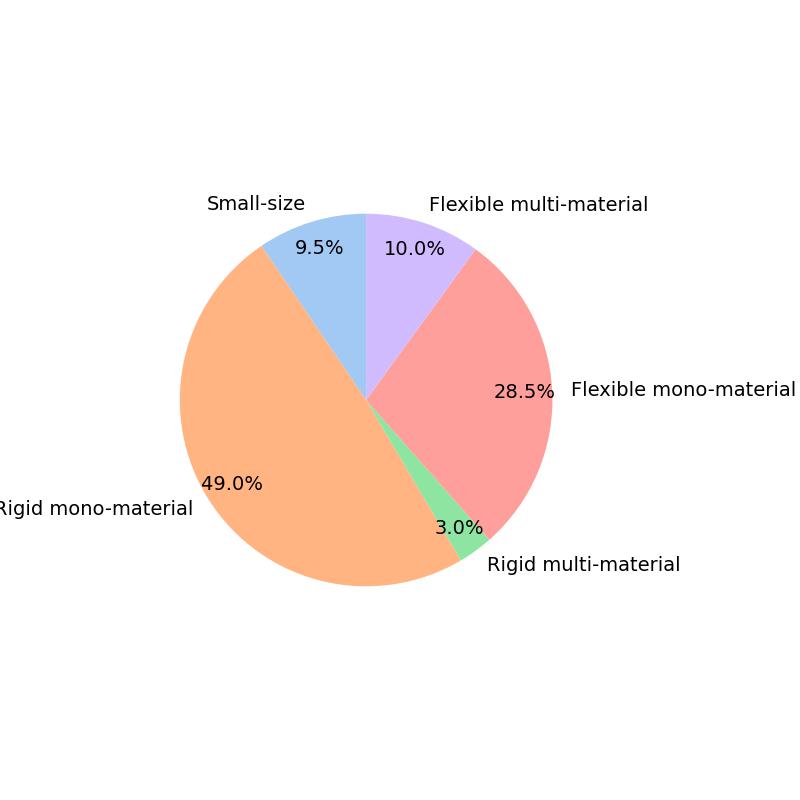 Small-size
Flexible multi-material
9.5%
10.0%
28.5%
Flexible mono-material
49.0%
Rigid mono-material
3.0%
Rigid multi-material